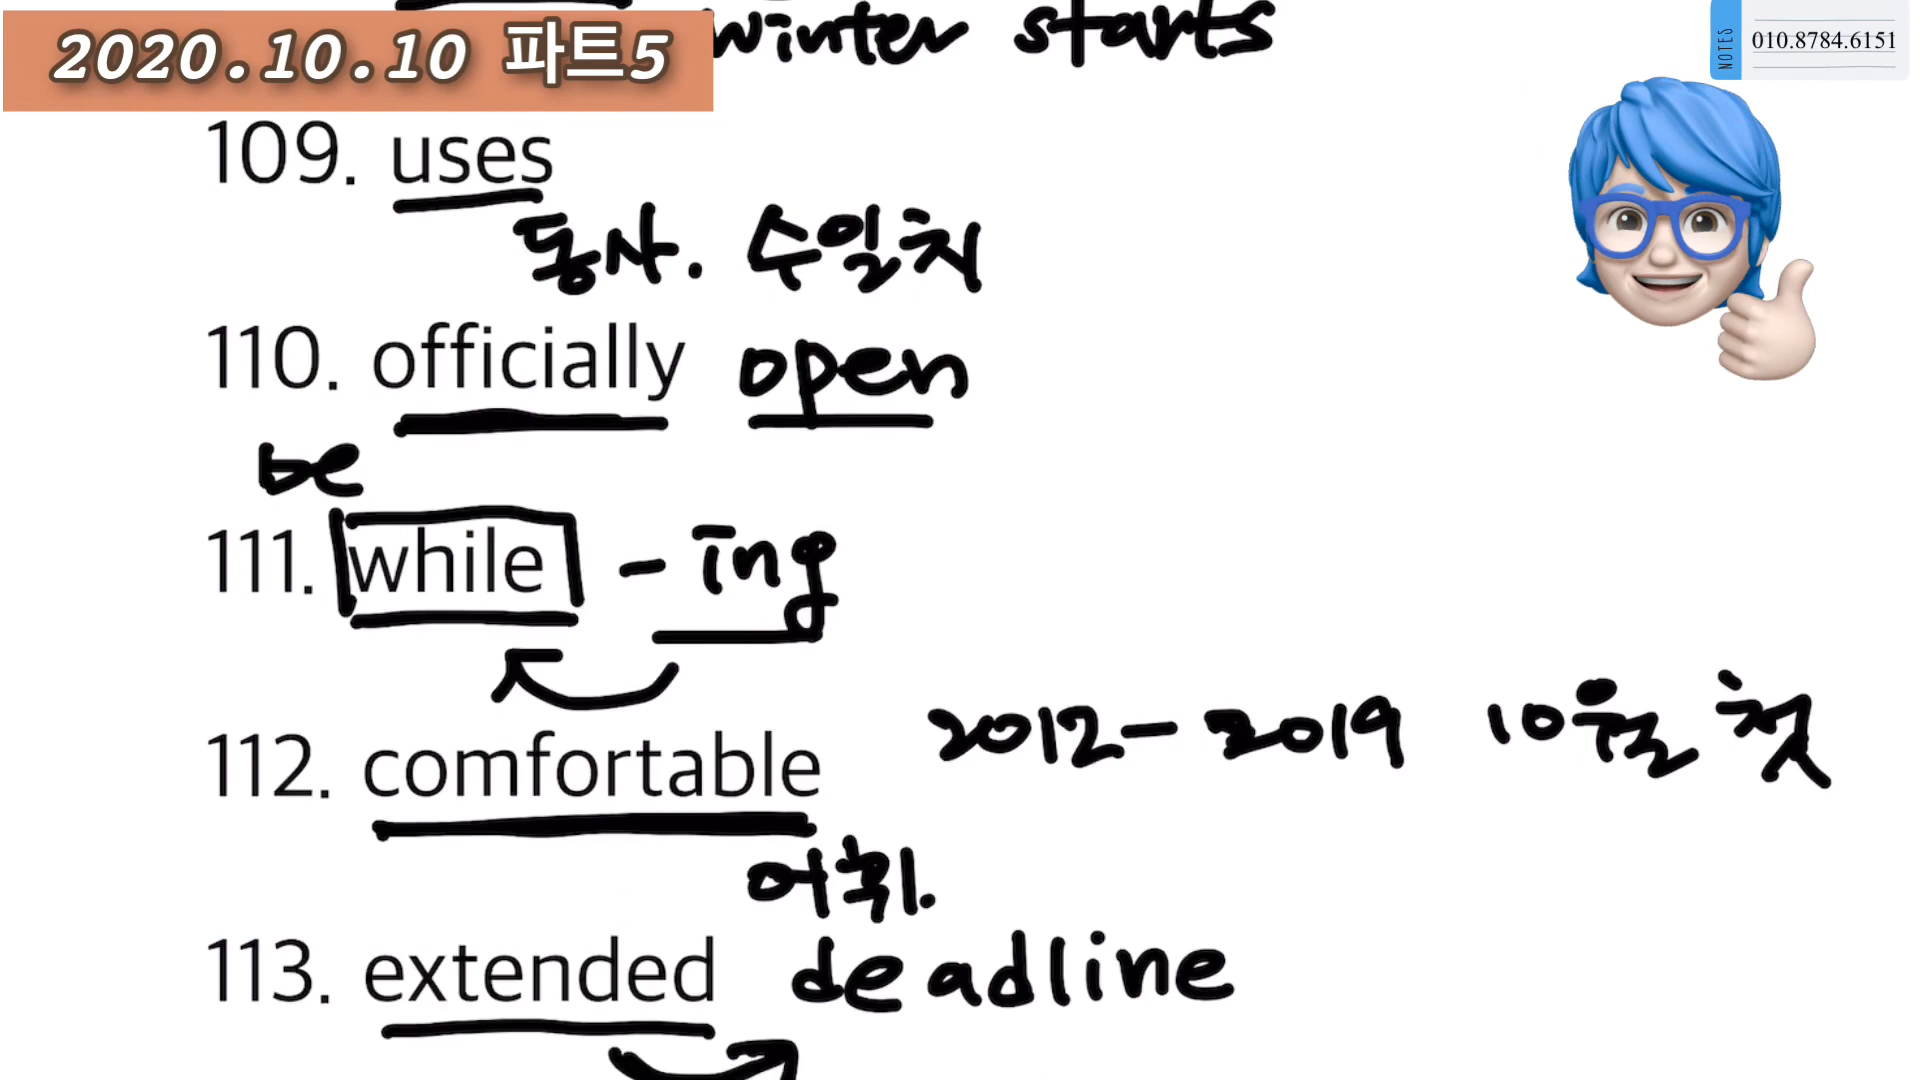 winter starts
2020.10.10 파트5
NOTES
010.8784.6151
109. uses
동사. 수일치
110. officially open
be
111. while -ing
112. comfortable 2012-2019 10월 첫
어휘.
113. extended deadline